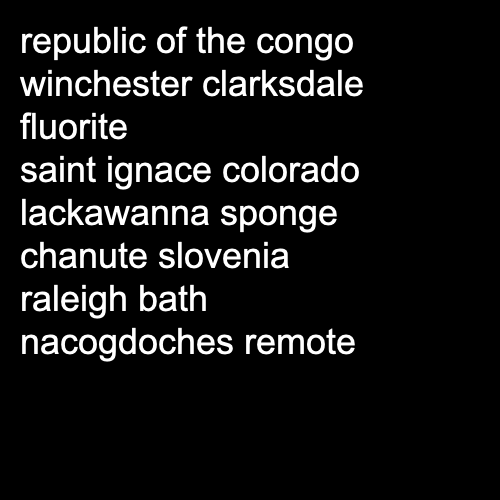 republic of the congo
winchester clarksdale
fluorite
saint ignace colorado
lackawanna sponge
chanute slovenia
raleigh bath
nacogdoches remote